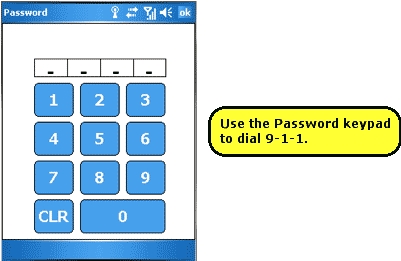 Password ok
- - - -
1 2 3
4 5 6
7 8 9
CLR 0
Use the Password keypad
to dial 9-1-1.